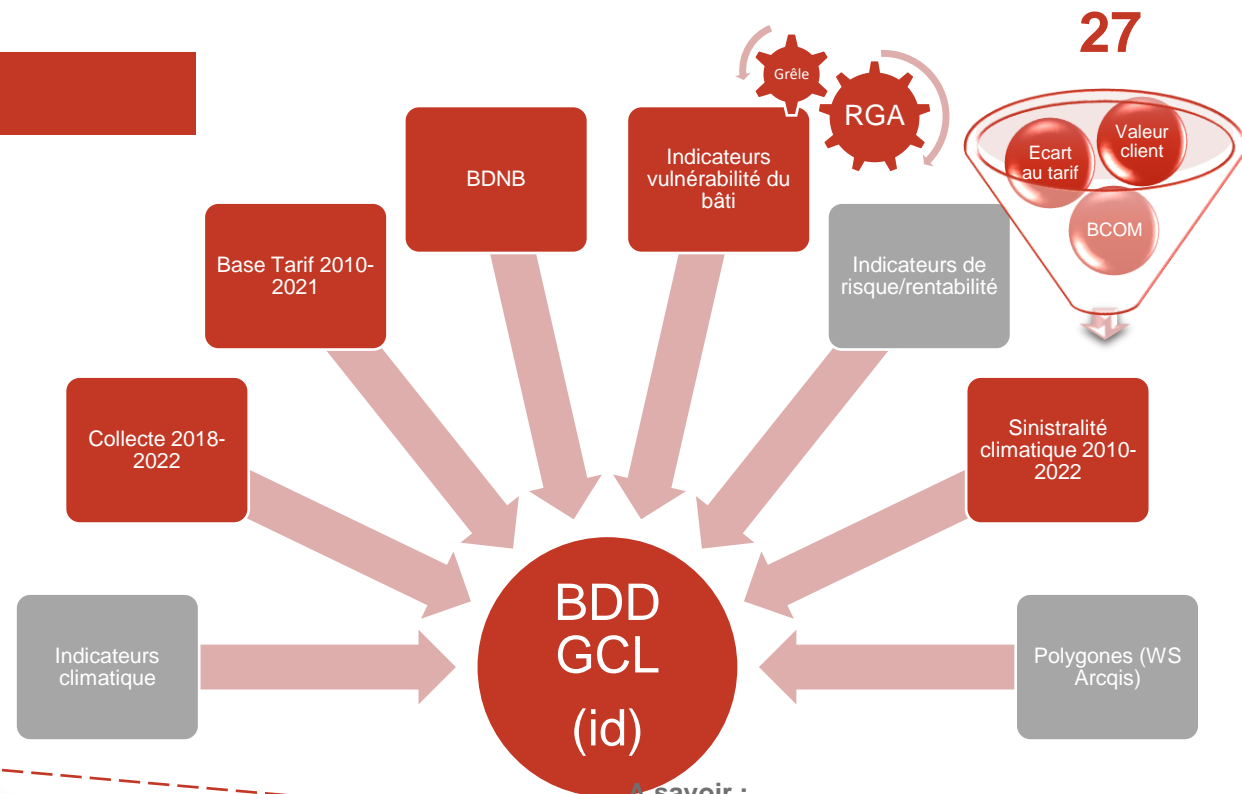 27
Grêle
RGA
Ecart
au tarif
Valeur
client
BCOM
BDNB
Indicateurs
vulnérabilité du
bâti
Base Tarif 2010-
2021
Indicateurs de
risque/rentabilité
Collecte 2018-
2022
Sinistralité
climatique 2010-
2022
Indicateurs
climatique
BDD
GCL
(id)
Polygones (WS
Arcqis)
A savoir :